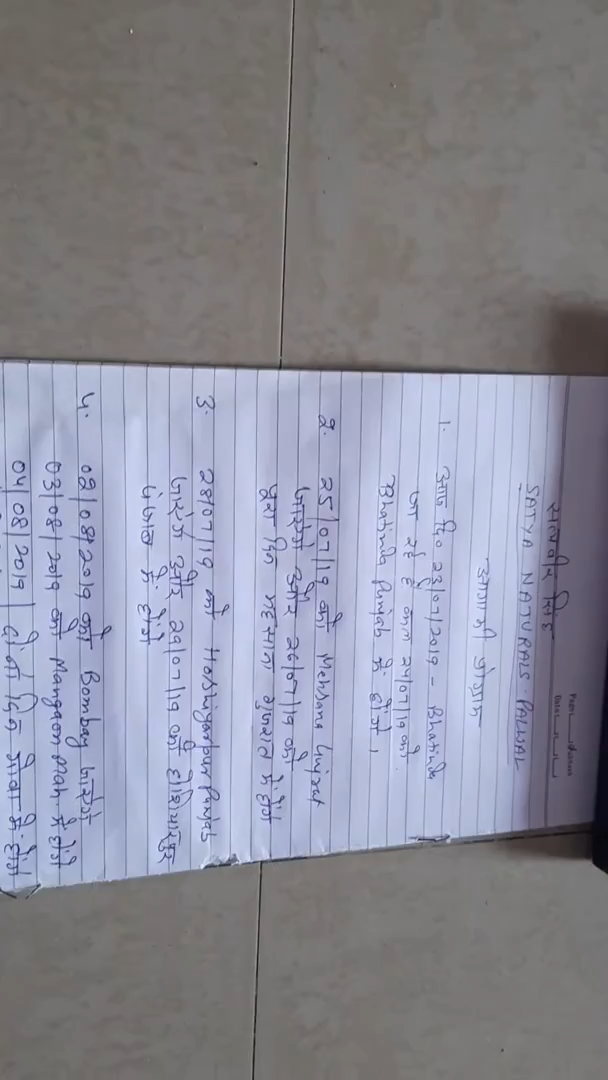 सतवीर सिंह
SATYA NATURALS. PALWAL
आगामी प्रोग्राम
1. आज दि० 23/07/2019 - Bhatinda
जा रहे हैं कल 24/07/19 को
Bhatinda Punjab में होंगे।
2. 25/07/19 को Mehsana Gujrat
जायेंगे और 26/07/19 को
पूरा दिन महसाना गुजरात में होंगे
3. 28/07/19 को Hoshiyarpur Punjab
जायेंगे और 29/07/19 को होशियारपुर
पंजाब में होंगे
4. 02/08/2019 को Bombay जायेंगे
03/08/2019 को Mangaon Mah. में होंगे
04/08/2019 दोनों दिन गोवा में होंगे